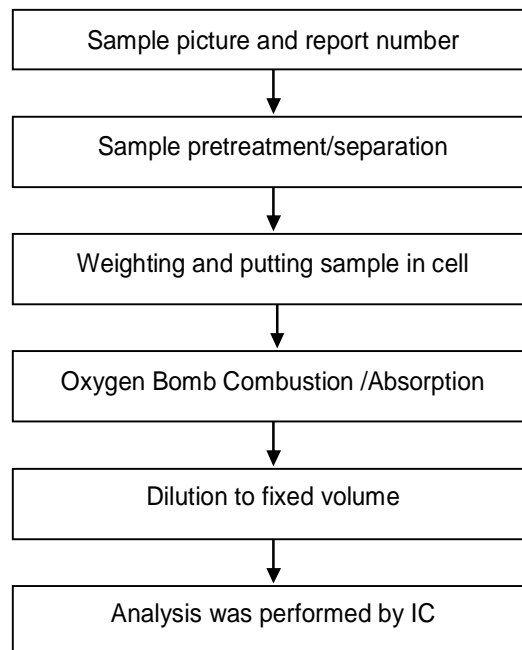 Sample picture and report number
Sample pretreatment/separation
Weighting and putting sample in cell
Oxygen Bomb Combustion /Absorption
Dilution to fixed volume
Analysis was performed by IC